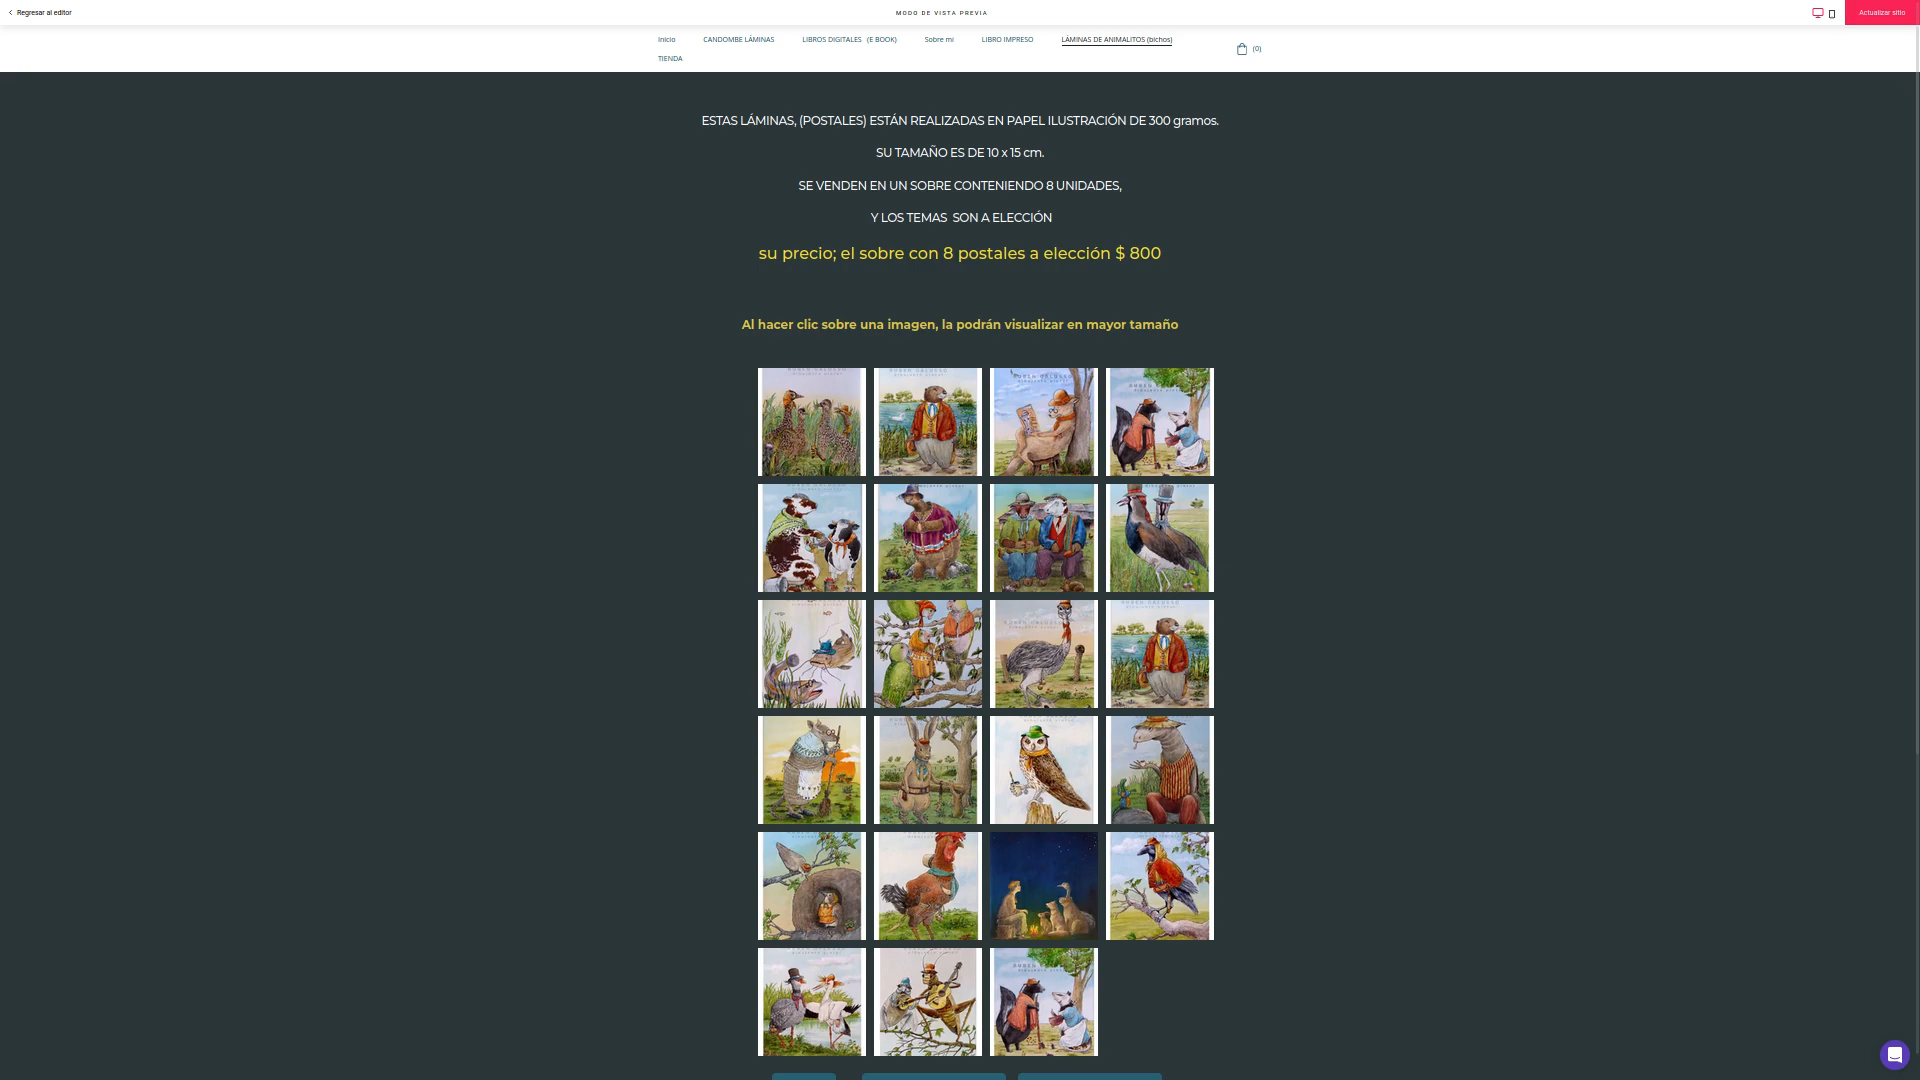 Regresar al editor
MODO DE VISTA PREVIA
Actualizar sitio
Inicio
CANDOMBE LÁMINAS
LIBROS DIGITALES (E BOOK)
Sobre mi
LIBRO IMPRESO
LÁMINAS DE ANIMALITOS (bichos)
TIENDA
(0)
ESTAS LÁMINAS, (POSTALES) ESTÁN REALIZADAS EN PAPEL ILUSTRACIÓN DE 300 gramos.
SU TAMAÑO ES DE 10 x 15 cm.
SE VENDEN EN UN SOBRE CONTENIENDO 8 UNIDADES,
Y LOS TEMAS SON A ELECCIÓN
su precio; el sobre con 8 postales a elección $ 800
Al hacer clic sobre una imagen, la podrán visualizar en mayor tamaño